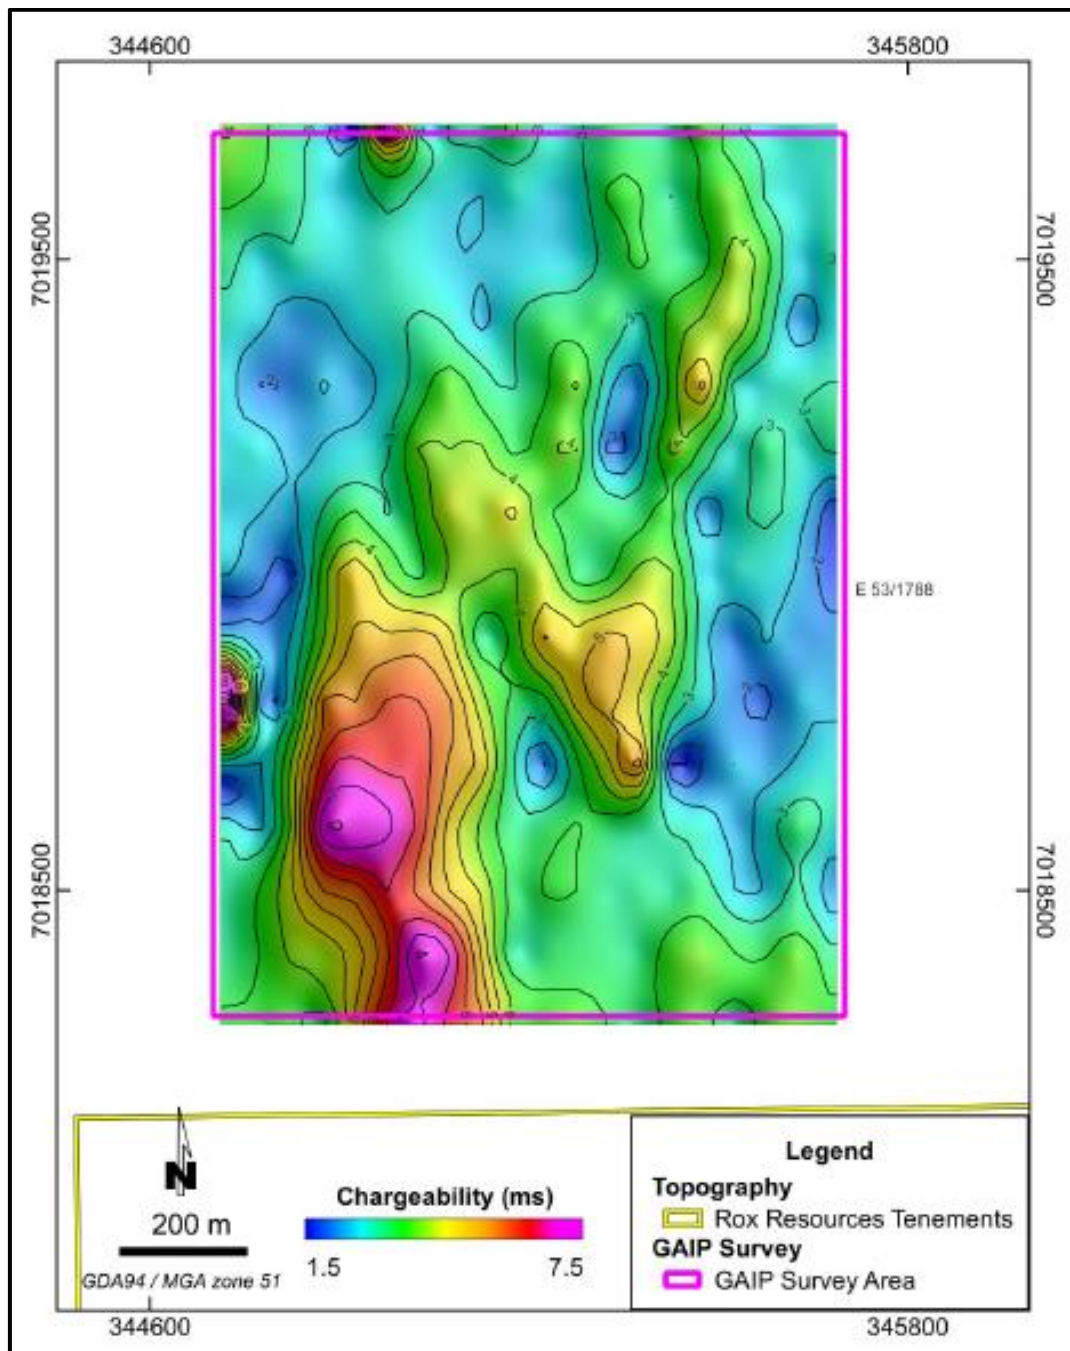 344600
345800
7019500
7019500
E 53/1788
7018500
7018500
N
200 m
GDA94 / MGA zone 51
Chargeability (ms)
1.5
7.5
Legend
Topography
Rox Resources Tenements
GAIP Survey
GAIP Survey Area
344600
345800